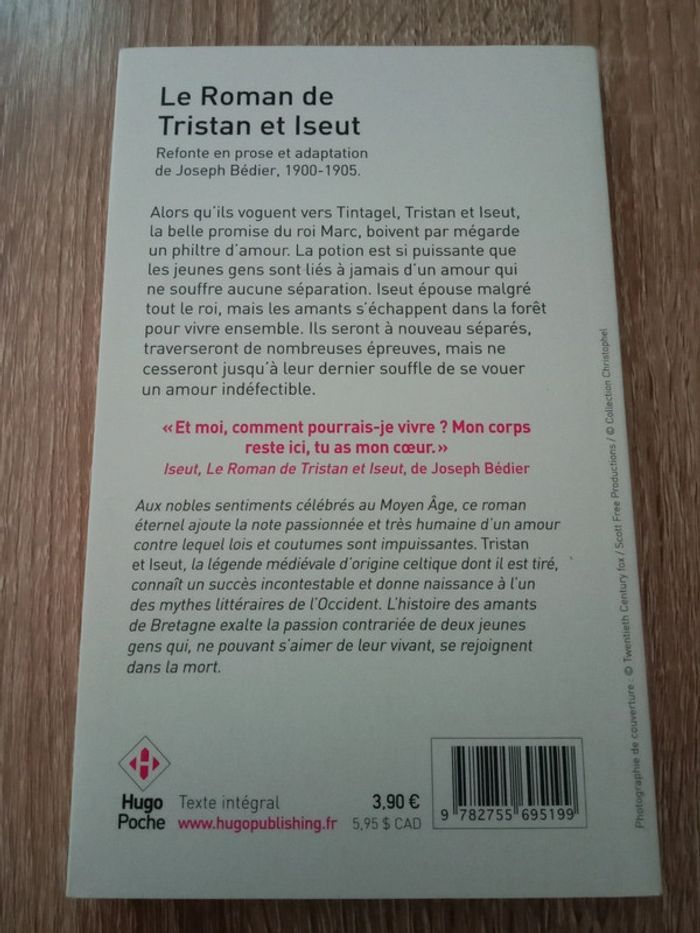 Le Roman de
Tristan et Iseut
Refonte en prose et adaptation
de Joseph Bédier, 1900-1905.
Alors qu'ils voguent vers Tintagel, Tristan et Iseut,
la belle promise du roi Marc, boivent par mégarde
un philtre d'amour. La potion est si puissante que
les jeunes gens sont liés à jamais d'un amour qui
ne souffre aucune séparation. Iseut épouse malgré
tout le roi, mais les amants s'échappent dans la forêt
pour vivre ensemble. Ils seront à nouveau séparés,
traverseront de nombreuses épreuves, mais ne
cesseront jusqu'à leur dernier souffle de se vouer
un amour indéfectible.
« Et moi, comment pourrais-je vivre ? Mon corps
reste ici, tu as mon cœur. »
Iseut, Le Roman de Tristan et Iseut, de Joseph Bédier
Aux nobles sentiments célébrés au Moyen Âge, ce roman
éternel ajoute la note passionnée et très humaine d'un amour
contre lequel lois et coutumes sont impuissantes. Tristan
et Iseut, la légende médiévale d'origine celtique dont il est tiré,
connaît un succès incontestable et donne naissance à l'un
des mythes littéraires de l'Occident. L'histoire des amants
de Bretagne exalte la passion contrariée de deux jeunes
gens qui, ne pouvant s'aimer de leur vivant, se rejoignent
dans la mort.
H
Hugo
Poche
Texte intégral
www.hugopublishing.fr
3,90 €
5,95 $ CAD
9 782755 695199
Photographie de couverture : © Twentieth Century fox / Scott Free Productions / © Collection Christophel